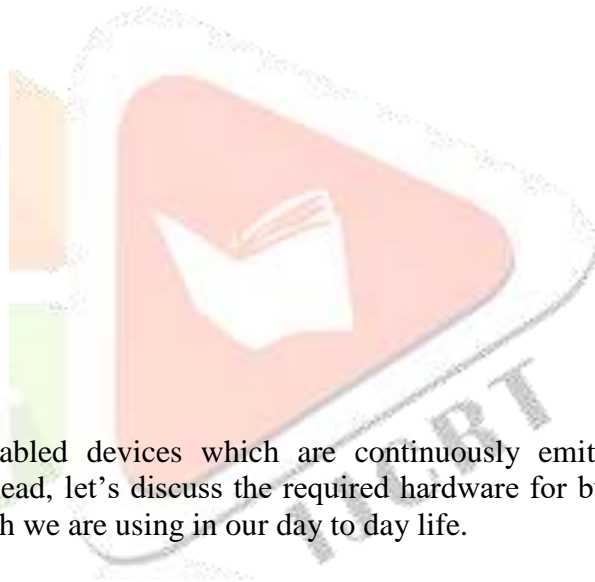 abled devices which are continuously emit
ead, let's discuss the required hardware for b
h we are using in our day to day life.
IJCRT